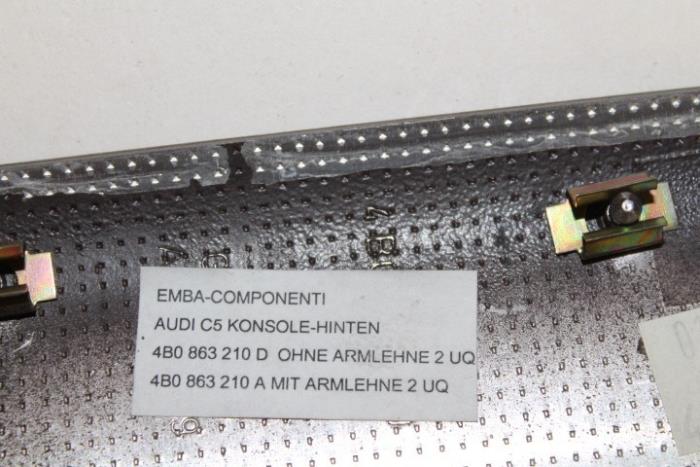 EMBA-COMPONENTI
AUDI C5 KONSOLE-HINTEN
4B0 863 210 D OHNE ARMLEHNE 2 UQ
4B0 863 210 A MIT ARMLEHNE 2 UQ